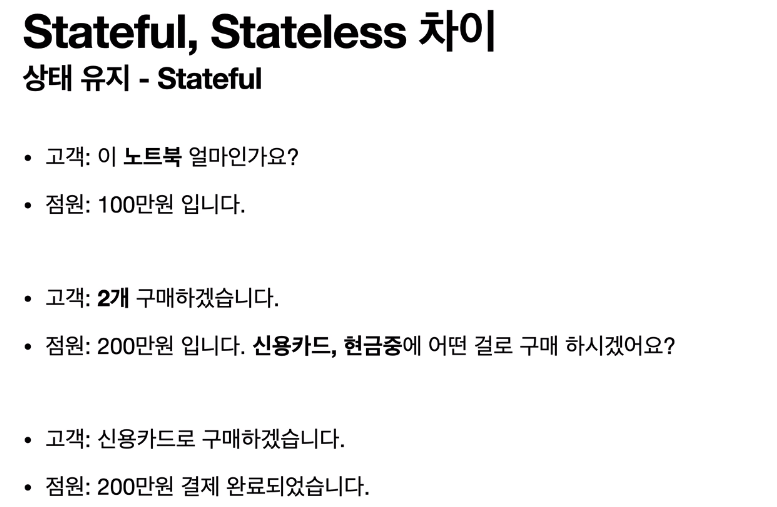 Stateful, Stateless 차이
상태 유지 - Stateful
• 고객: 이 노트북 얼마인가요?
• 점원: 100만원 입니다.
• 고객: 2개 구매하겠습니다.
• 점원: 200만원 입니다. 신용카드, 현금중에 어떤 걸로 구매 하시겠어요?
• 고객: 신용카드로 구매하겠습니다.
• 점원: 200만원 결제 완료되었습니다.